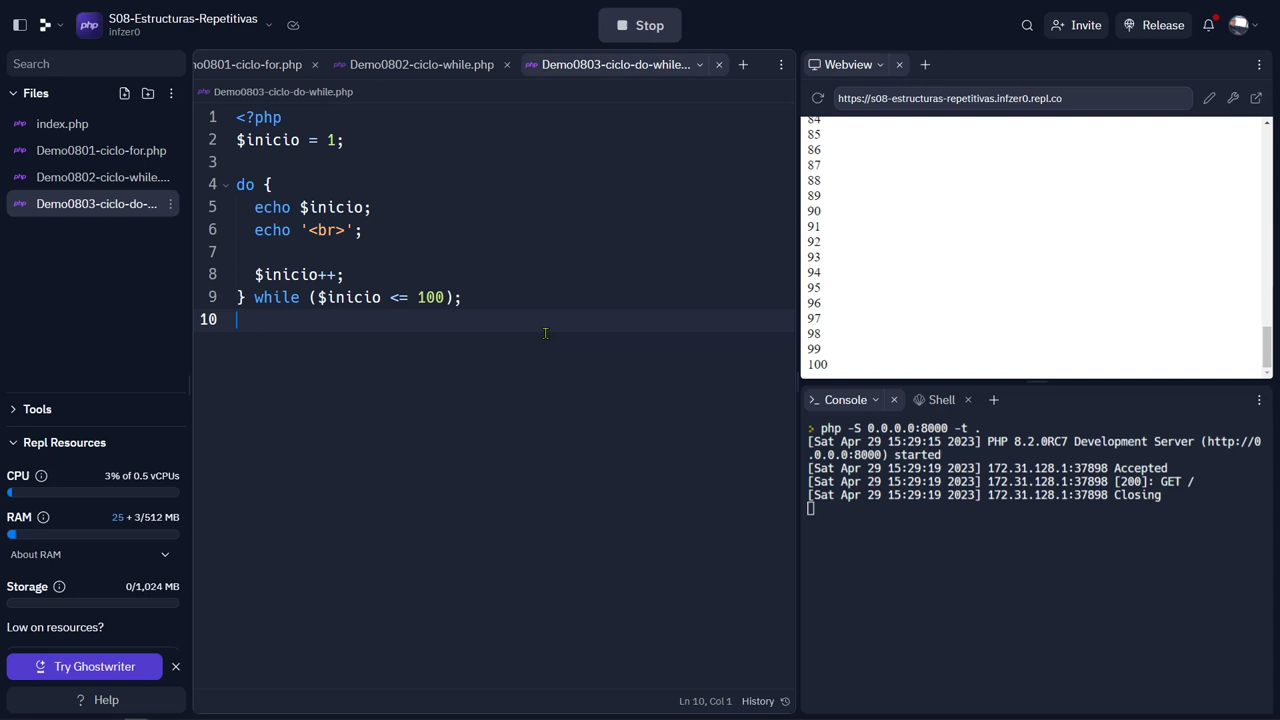 S08-Estructuras-Repetitivas
infzer0
Stop
Invite
Release
Search
Files
index.php
Demo0801-ciclo-for.php
Demo0802-ciclo-while....
Demo0803-ciclo-do-...
Tools
Repl Resources
CPU
3% of 0.5 vCPUs
RAM
25 + 3/512 MB
About RAM
Storage
0/1,024 MB
Low on resources?
Try Ghostwriter
? Help
mo0801-ciclo-for.php
Demo0802-ciclo-while.php
Demo0803-ciclo-do-while...
Demo0803-ciclo-do-while.php
1 <?php
2 $inicio = 1;
3
4 do {
5 echo $inicio;
6 echo '<br>';
7
8 $inicio++;
9 } while ($inicio <= 100);
10
Ln 10, Col 1
History
Webview
https://s08-estructuras-repetitivas.infzer0.repl.co
84
85
86
87
88
89
90
91
92
93
94
95
96
97
98
99
100
Console
Shell
php -S 0.0.0.0:8000 -t .
[Sat Apr 29 15:29:15 2023] PHP 8.2.0RC7 Development Server (http://0
.0.0.0:8000) started
[Sat Apr 29 15:29:19 2023] 172.31.128.1:37898 Accepted
[Sat Apr 29 15:29:19 2023] 172.31.128.1:37898 [200]: GET /
[Sat Apr 29 15:29:19 2023] 172.31.128.1:37898 Closing